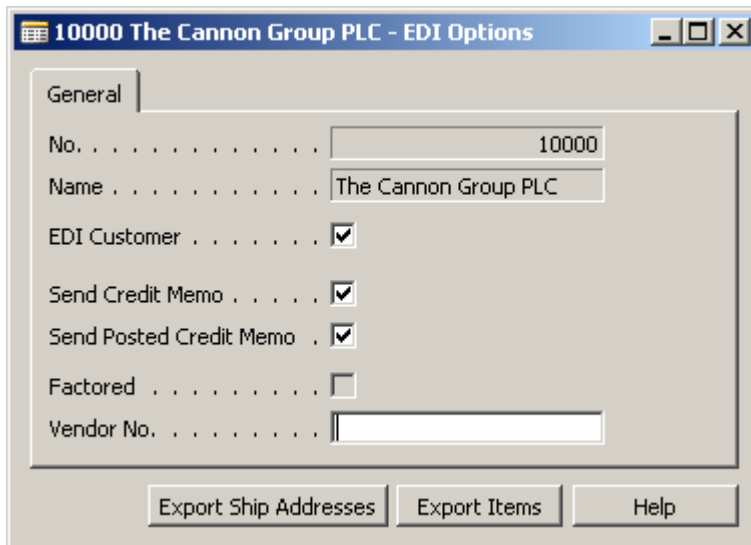 10000 The Cannon Group PLC - EDI Options
General
No. . . . . . . . . . . . . . 10000
Name . . . . . . . . . . . The Cannon Group PLC
EDI Customer . . . . . . .
Send Credit Memo . . . . .
Send Posted Credit Memo .
Factored . . . . . . . . .
Vendor No. . . . . . . . . .
Export Ship Addresses Export Items Help